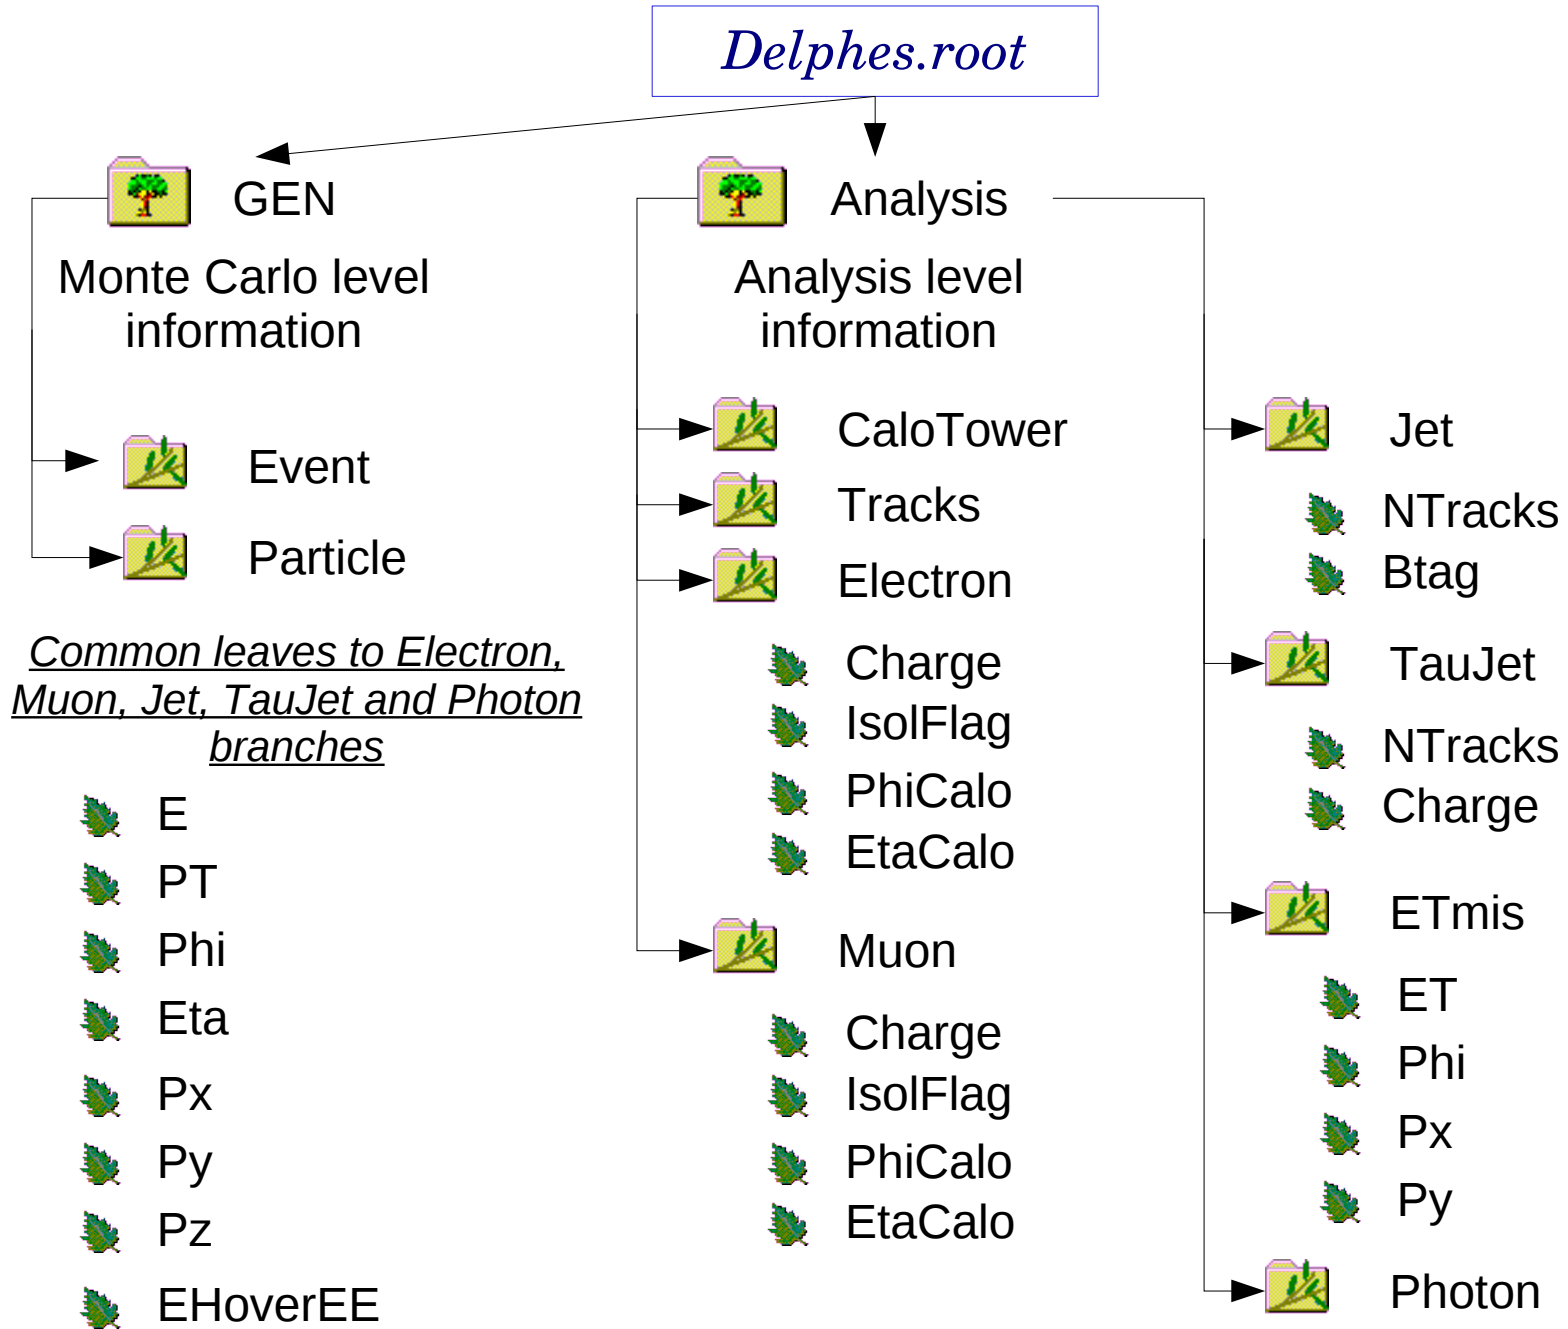 Delphes.root
GEN
Monte Carlo level
information
Event
Particle
Common leaves to Electron,
Muon, Jet, TauJet and Photon
branches
E
PT
Phi
Eta
Px
Py
Pz
EHoverEE
Analysis
Analysis level
information
CaloTower
Tracks
Electron
Charge
IsolFlag
PhiCalo
EtaCalo
Muon
Charge
IsolFlag
PhiCalo
EtaCalo
Jet
NTracks
Btag
TauJet
NTracks
Charge
ETmis
ET
Phi
Px
Py
Photon